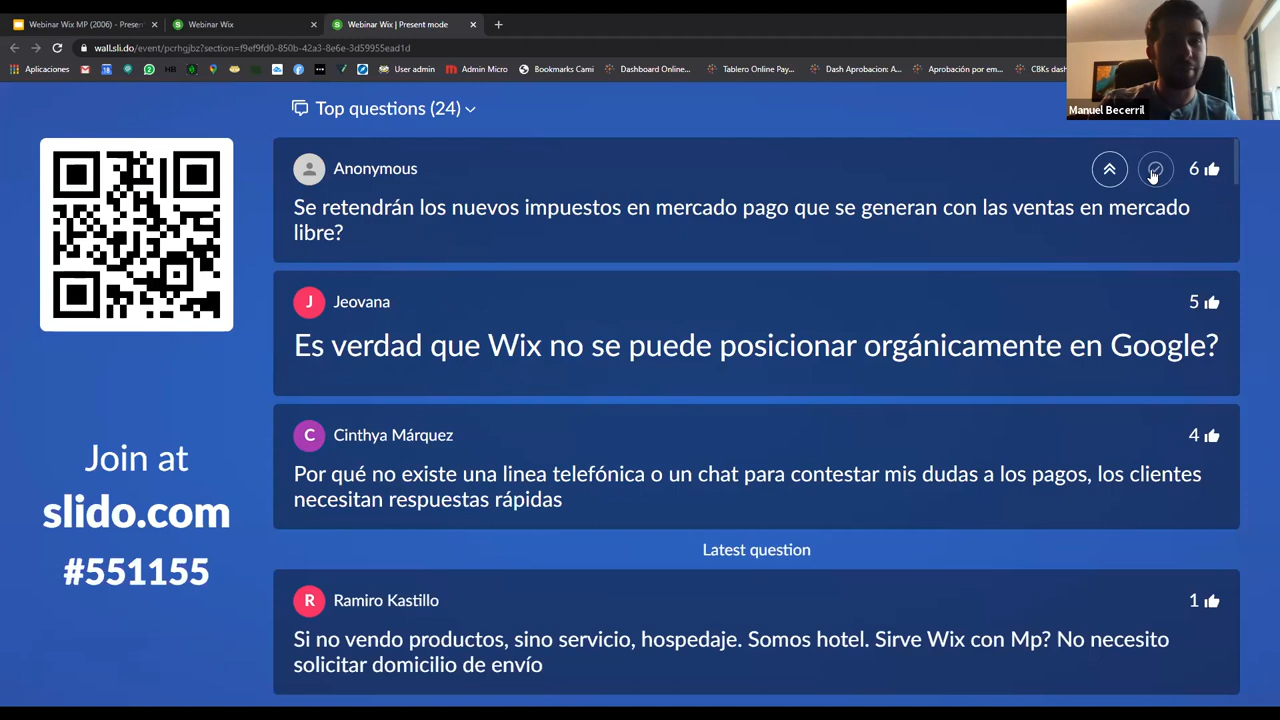 Webinar Wix MP (2006) - Presen
Webinar Wix
Webinar Wix | Present mode
wall.sli.do/event/pcrhgjbz?section=f9ef9fd0-850b-42a3-8e6e-3d59955ead1d
Aplicaciones
User admin
Admin Micro
Bookmarks Cami
Dashboard Online...
Tablero Online Pay...
Dash Aprobacion: A...
Aprobación por em...
CBKs dashb
Manuel Becerril
Top questions (24)
Anonymous
6
Se retendrán los nuevos impuestos en mercado pago que se generan con las ventas en mercado
libre?
J
Jeovana
5
Es verdad que Wix no se puede posicionar orgánicamente en Google?
C
Cinthya Márquez
4
Por qué no existe una linea telefónica o un chat para contestar mis dudas a los pagos, los clientes
necesitan respuestas rápidas
Latest question
R
Ramiro Kastillo
1
Si no vendo productos, sino servicio, hospedaje. Somos hotel. Sirve Wix con Mp? No necesito
solicitar domicilio de envío
Join at
slido.com
#551155